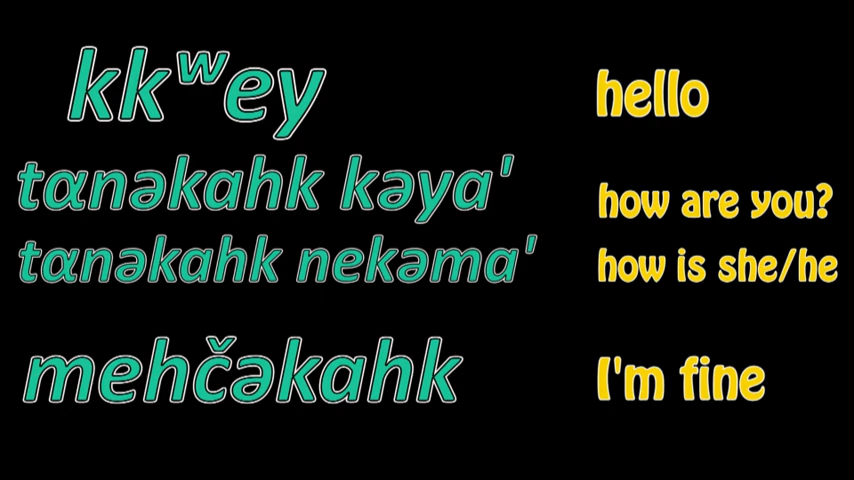 kkʷey hello
tαnəkahk kəya' how are you?
tαnəkahk nekəma' how is she/he
mehčəkahk I'm fine